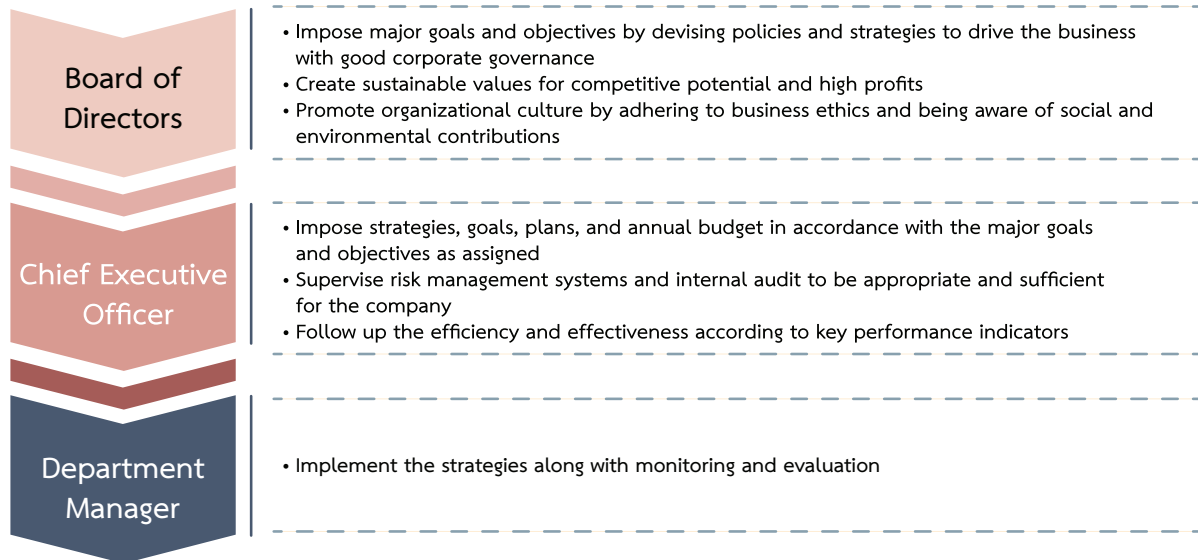 Board of
Directors
• Impose major goals and objectives by devising policies and strategies to drive the business
with good corporate governance
• Create sustainable values for competitive potential and high profits
• Promote organizational culture by adhering to business ethics and being aware of social and
environmental contributions
Chief Executive
Officer
• Impose strategies, goals, plans, and annual budget in accordance with the major goals
and objectives as assigned
• Supervise risk management systems and internal audit to be appropriate and sufficient
for the company
• Follow up the efficiency and effectiveness according to key performance indicators
Department
Manager
• Implement the strategies along with monitoring and evaluation